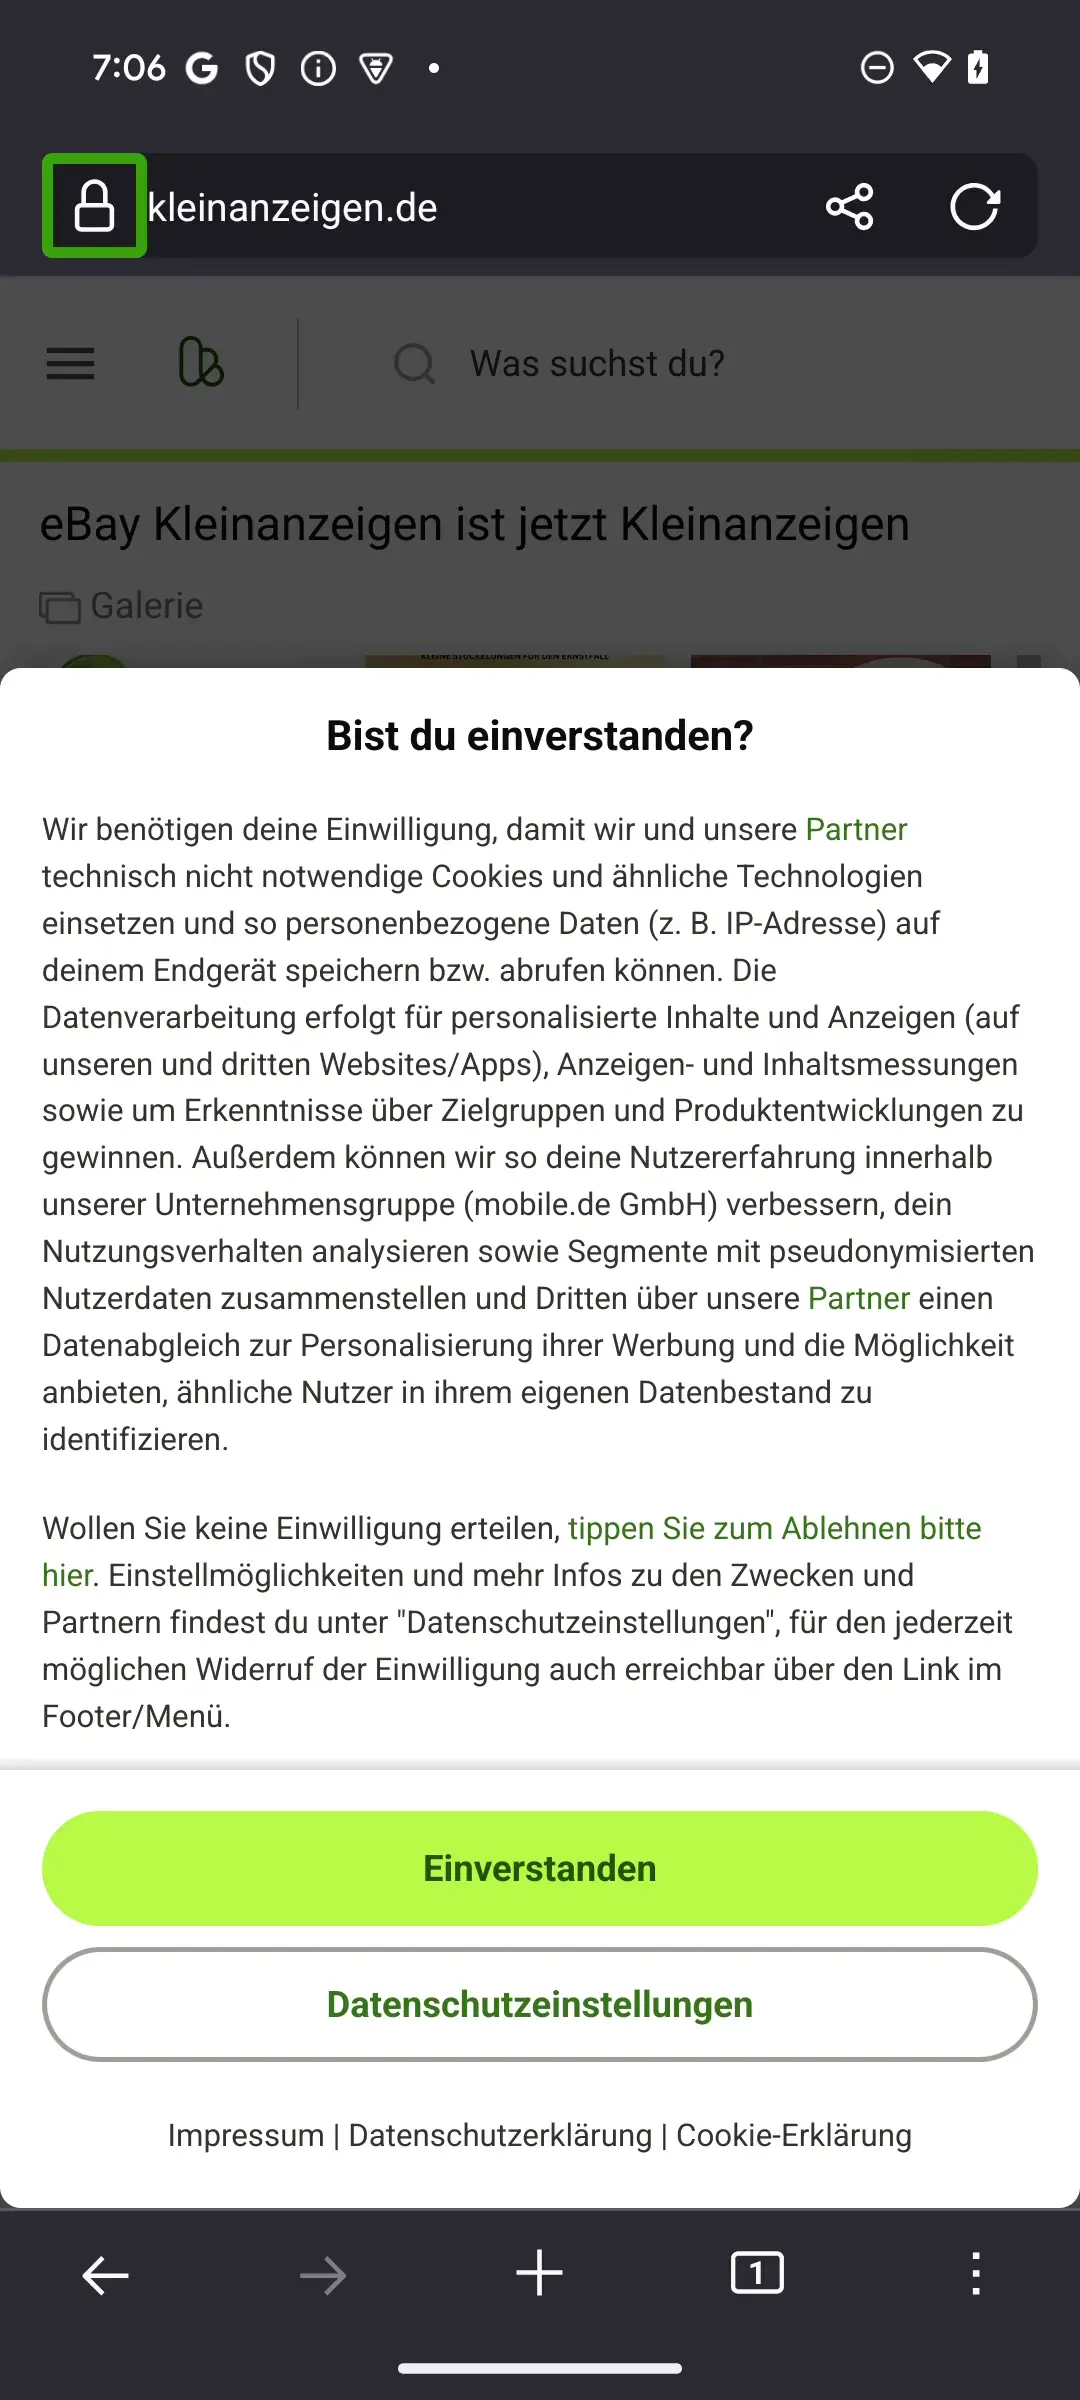 7:06
kleinanzeigen.de
Was suchst du?
eBay Kleinanzeigen ist jetzt Kleinanzeigen
Galerie
KLEINE STÜCKELUNGEN FÜR DEN ERNSTFALL
Bist du einverstanden?
Wir benötigen deine Einwilligung, damit wir und unsere Partner
technisch nicht notwendige Cookies und ähnliche Technologien
einsetzen und so personenbezogene Daten (z. B. IP-Adresse) auf
deinem Endgerät speichern bzw. abrufen können. Die
Datenverarbeitung erfolgt für personalisierte Inhalte und Anzeigen (auf
unseren und dritten Websites/Apps), Anzeigen- und Inhaltsmessungen
sowie um Erkenntnisse über Zielgruppen und Produktentwicklungen zu
gewinnen. Außerdem können wir so deine Nutzererfahrung innerhalb
unserer Unternehmensgruppe (mobile.de GmbH) verbessern, dein
Nutzungsverhalten analysieren sowie Segmente mit pseudonymisierten
Nutzerdaten zusammenstellen und Dritten über unsere Partner einen
Datenabgleich zur Personalisierung ihrer Werbung und die Möglichkeit
anbieten, ähnliche Nutzer in ihrem eigenen Datenbestand zu
identifizieren.
Wollen Sie keine Einwilligung erteilen, tippen Sie zum Ablehnen bitte
hier. Einstellmöglichkeiten und mehr Infos zu den Zwecken und
Partnern findest du unter "Datenschutzeinstellungen", für den jederzeit
möglichen Widerruf der Einwilligung auch erreichbar über den Link im
Footer/Menü.
Einverstanden
Datenschutzeinstellungen
Impressum | Datenschutzerklärung | Cookie-Erklärung
1